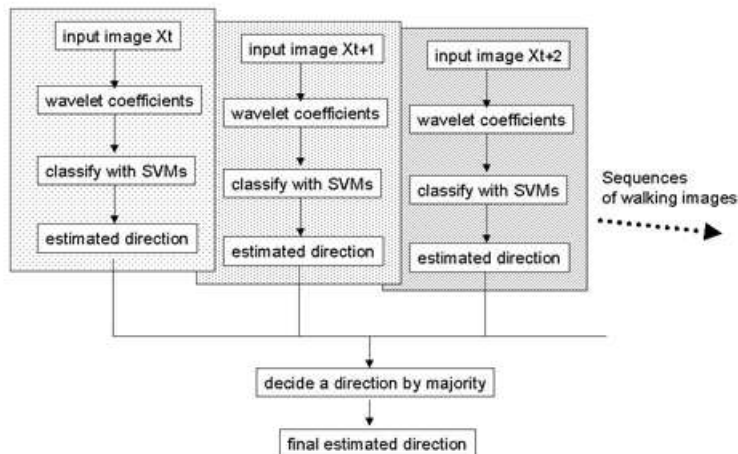 input image Xt
wavelet coefficients
classify with SVMs
estimated direction
input image Xt+1
wavelet coefficients
classify with SVMs
estimated direction
input image Xt+2
wavelet coefficients
classify with SVMs
estimated direction
Sequences
of walking images
decide a direction by majority
final estimated direction